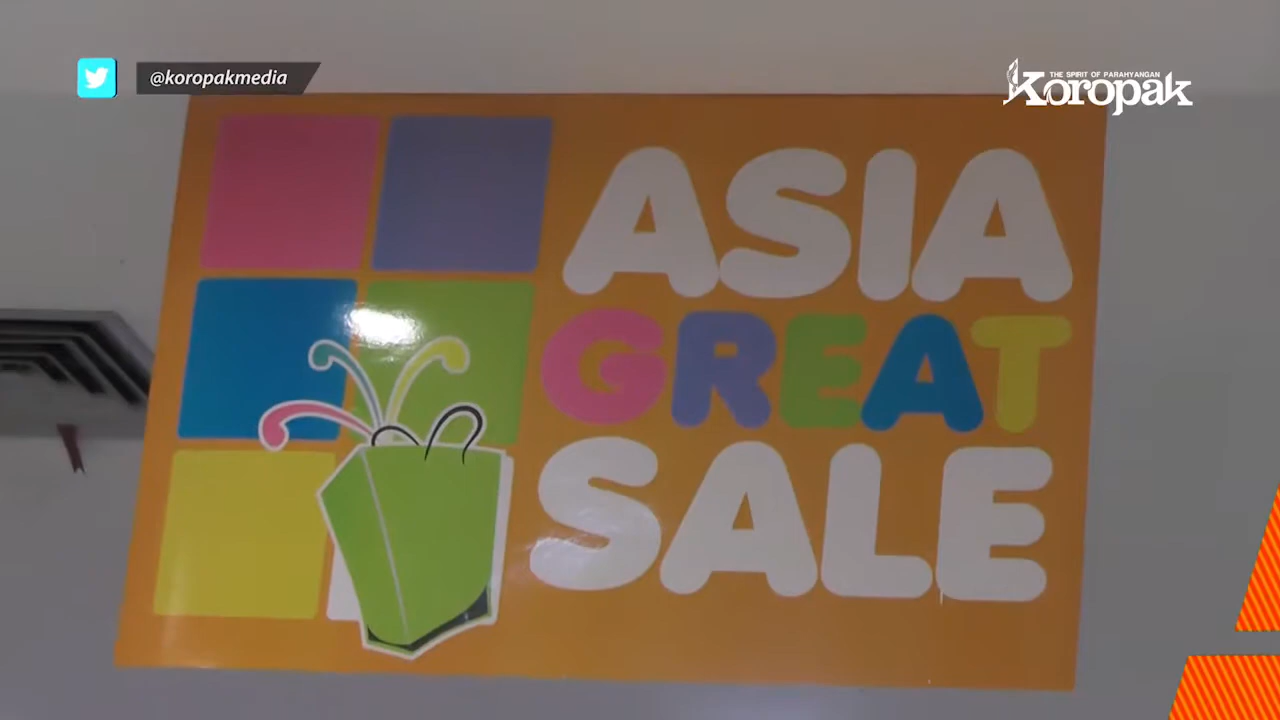 @koropakmedia
THE SPIRIT OF PARAHYANGAN
Koropak
ASIA
GREAT
SALE